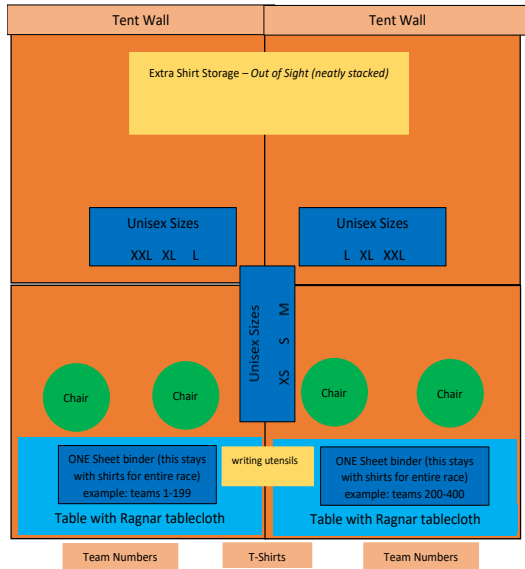 Tent Wall
Tent Wall
Extra Shirt Storage – Out of Sight (neatly stacked)
Unisex Sizes
XXL XL L
Unisex Sizes
L XL XXL
Unisex Sizes
XS S M
Chair
Chair
Chair
Chair
ONE Sheet binder (this stays
with shirts for entire race)
example: teams 1-199
Table with Ragnar tablecloth
writing utensils
ONE Sheet binder (this stays
with shirts for entire race)
example: teams 200-400
Table with Ragnar tablecloth
Team Numbers
T-Shirts
Team Numbers